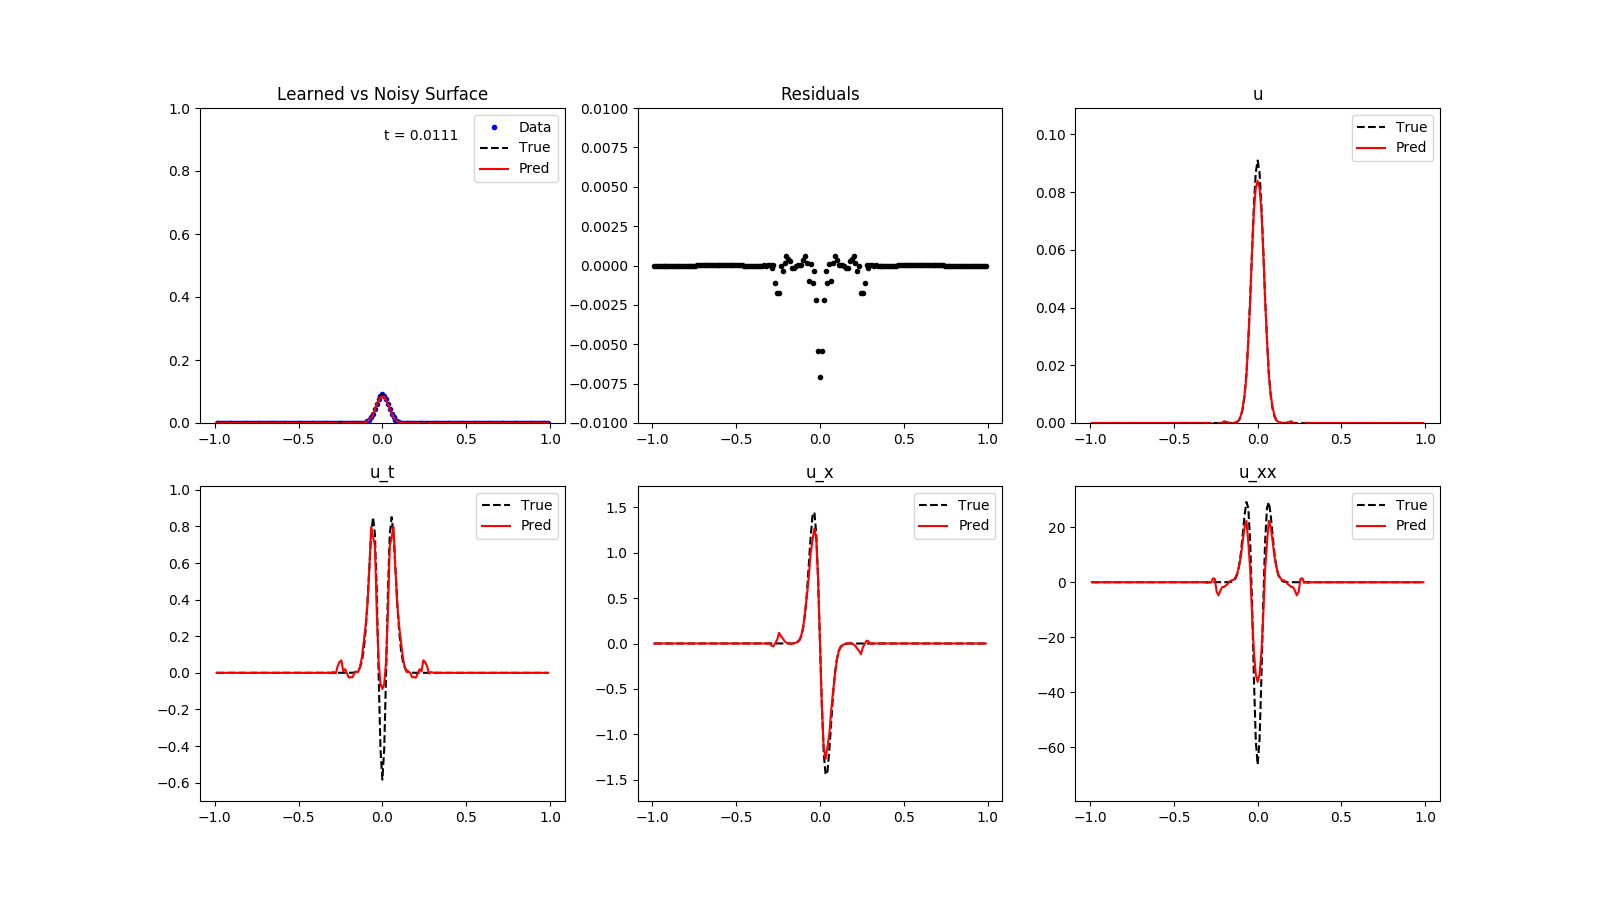 Learned vs Noisy Surface
1.0
0.8
0.6
0.4
0.2
0.0
−1.0 −0.5 0.0 0.5 1.0
t = 0.0111
Data
True
Pred
Residuals
0.0100
0.0075
0.0050
0.0025
0.0000
−0.0025
−0.0050
−0.0075
−0.0100
−1.0 −0.5 0.0 0.5 1.0
u
0.10
0.08
0.06
0.04
0.02
0.00
−1.0 −0.5 0.0 0.5 1.0
True
Pred
u_t
1.0
0.8
0.6
0.4
0.2
0.0
−0.2
−0.4
−0.6
−1.0 −0.5 0.0 0.5 1.0
True
Pred
u_x
1.5
1.0
0.5
0.0
−0.5
−1.0
−1.5
−1.0 −0.5 0.0 0.5 1.0
True
Pred
u_xx
20
0
−20
−40
−60
−1.0 −0.5 0.0 0.5 1.0
True
Pred